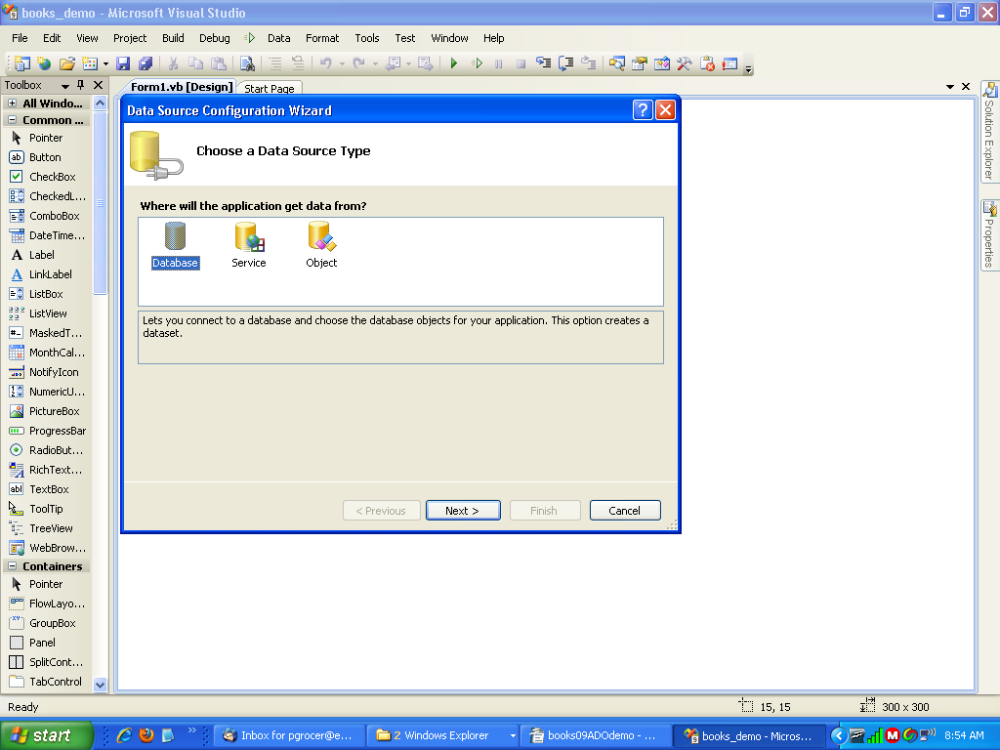 books_demo - Microsoft Visual Studio
File Edit View Project Build Debug Data Format Tools Test Window Help
Toolbox
Form1.vb [Design] Start Page
All Windo...
Common ...
Pointer
Button
CheckBox
CheckedL...
ComboBox
DateTime...
Label
LinkLabel
ListBox
ListView
MaskedT...
MonthCal...
NotifyIcon
NumericU...
PictureBox
ProgressBar
RadioBut...
RichText...
TextBox
ToolTip
TreeView
WebBrow...
Containers
Pointer
FlowLayo...
GroupBox
Panel
SplitCont...
TabControl
Data Source Configuration Wizard
Choose a Data Source Type
Where will the application get data from?
Database Service Object
Lets you connect to a database and choose the database objects for your application. This option creates a
dataset.
< Previous Next > Finish Cancel
Solution Explorer
Properties
Ready 15, 15 300 x 300
start Inbox for pgrocer@e... 2 Windows Explorer books09ADOdemo - ... books_demo - Micros... 8:54 AM